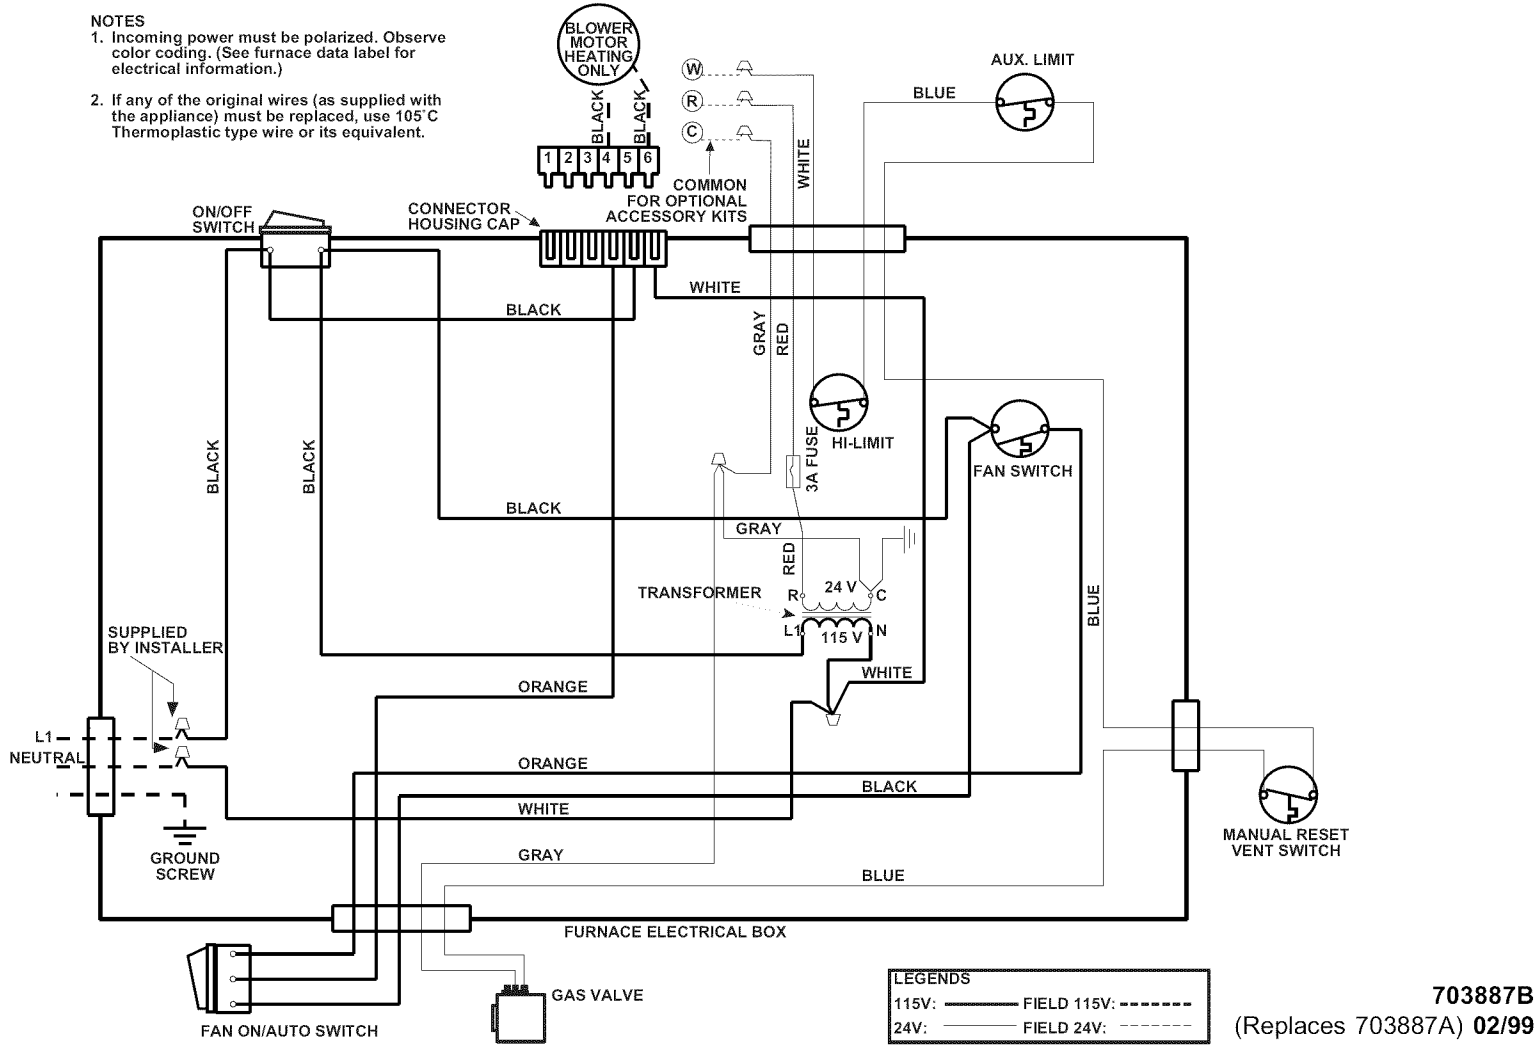 NOTES
1. Incoming power must be polarized. Observe
color coding. (See furnace data label for
electrical information.)
2. If any of the original wires (as supplied with
the appliance) must be replaced, use 105°C
Thermoplastic type wire or its equivalent.
BLOWER
MOTOR
HEATING
ONLY
BLACK
BLACK
1 2 3 4 5 6
W
R
C
COMMON
FOR OPTIONAL
ACCESSORY KITS
WHITE
BLUE
AUX. LIMIT
ON/OFF
SWITCH
CONNECTOR
HOUSING CAP
WHITE
BLACK
GRAY
RED
HI-LIMIT
3A FUSE
FAN SWITCH
BLACK
BLACK
BLACK
GRAY
RED
24 V
R
C
TRANSFORMER
L1
115 V
N
BLUE
SUPPLIED
BY INSTALLER
WHITE
ORANGE
L1
NEUTRAL
ORANGE
BLACK
WHITE
GROUND
SCREW
GRAY
BLUE
MANUAL RESET
VENT SWITCH
FURNACE ELECTRICAL BOX
FAN ON/AUTO SWITCH
GAS VALVE
LEGENDS
115V: FIELD 115V:
24V: FIELD 24V:
703887B
(Replaces 703887A) 02/99